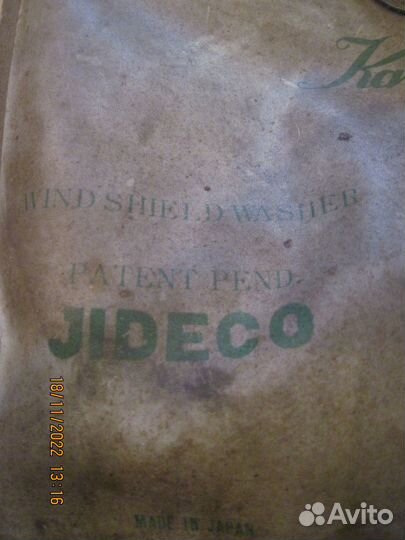 WIND SHIELD WASHER
PATENT PEND-
JIDECO
MADE IN JAPAN
18/11/2022 13:16
Avito